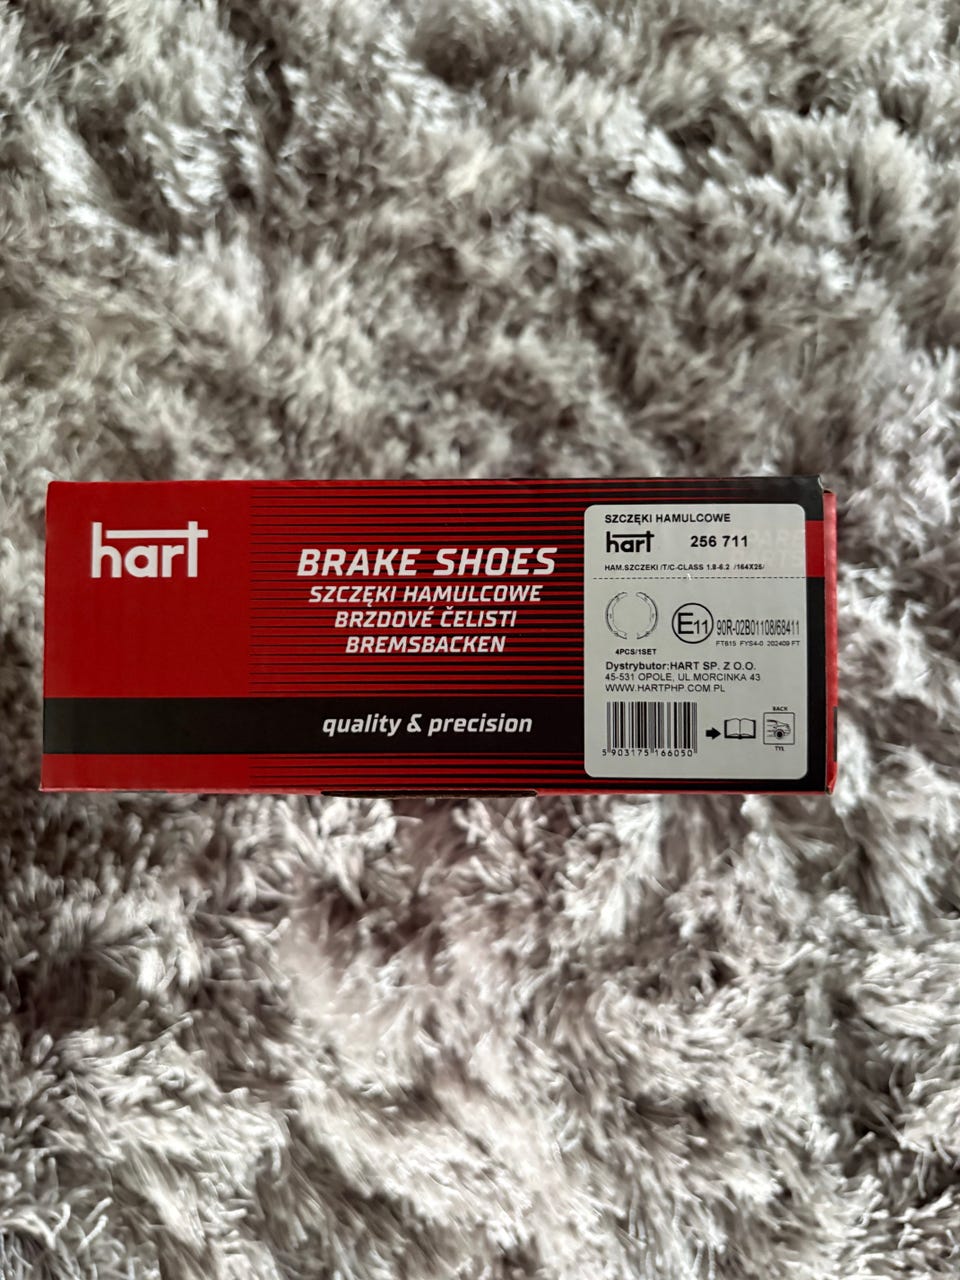 hart
BRAKE SHOES
SZCZĘKI HAMULCOWE
BRZDOVÉ ČELISTI
BREMSBACKEN
quality & precision
SZCZĘKI HAMULCOWE
hart 256 711
HAM.SZCZEKI /T/C-CLASS 1.8-6.2 /164X25/
E11 90R-02B01108/68411
FT615 FYS4-0 202409 FT
4PCS/1SET
Dystrybutor:HART SP. Z O.O.
45-531 OPOLE, UL.MORCINKA 43
WWW.HARTPHP.COM.PL
BACK
TYŁ
5 903175 166050